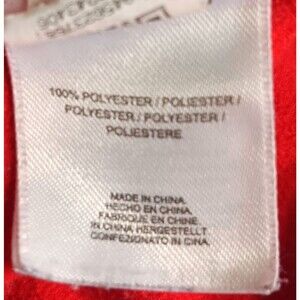 100% POLYESTER / POLIESTER /
POLYESTER / POLYESTER /
POLIESTERE
MADE IN CHINA.
HECHO EN CHINA.
FABRIQUE EN CHINE.
IN CHINA HERGESTELLT.
CONFEZIONATO IN CINA.